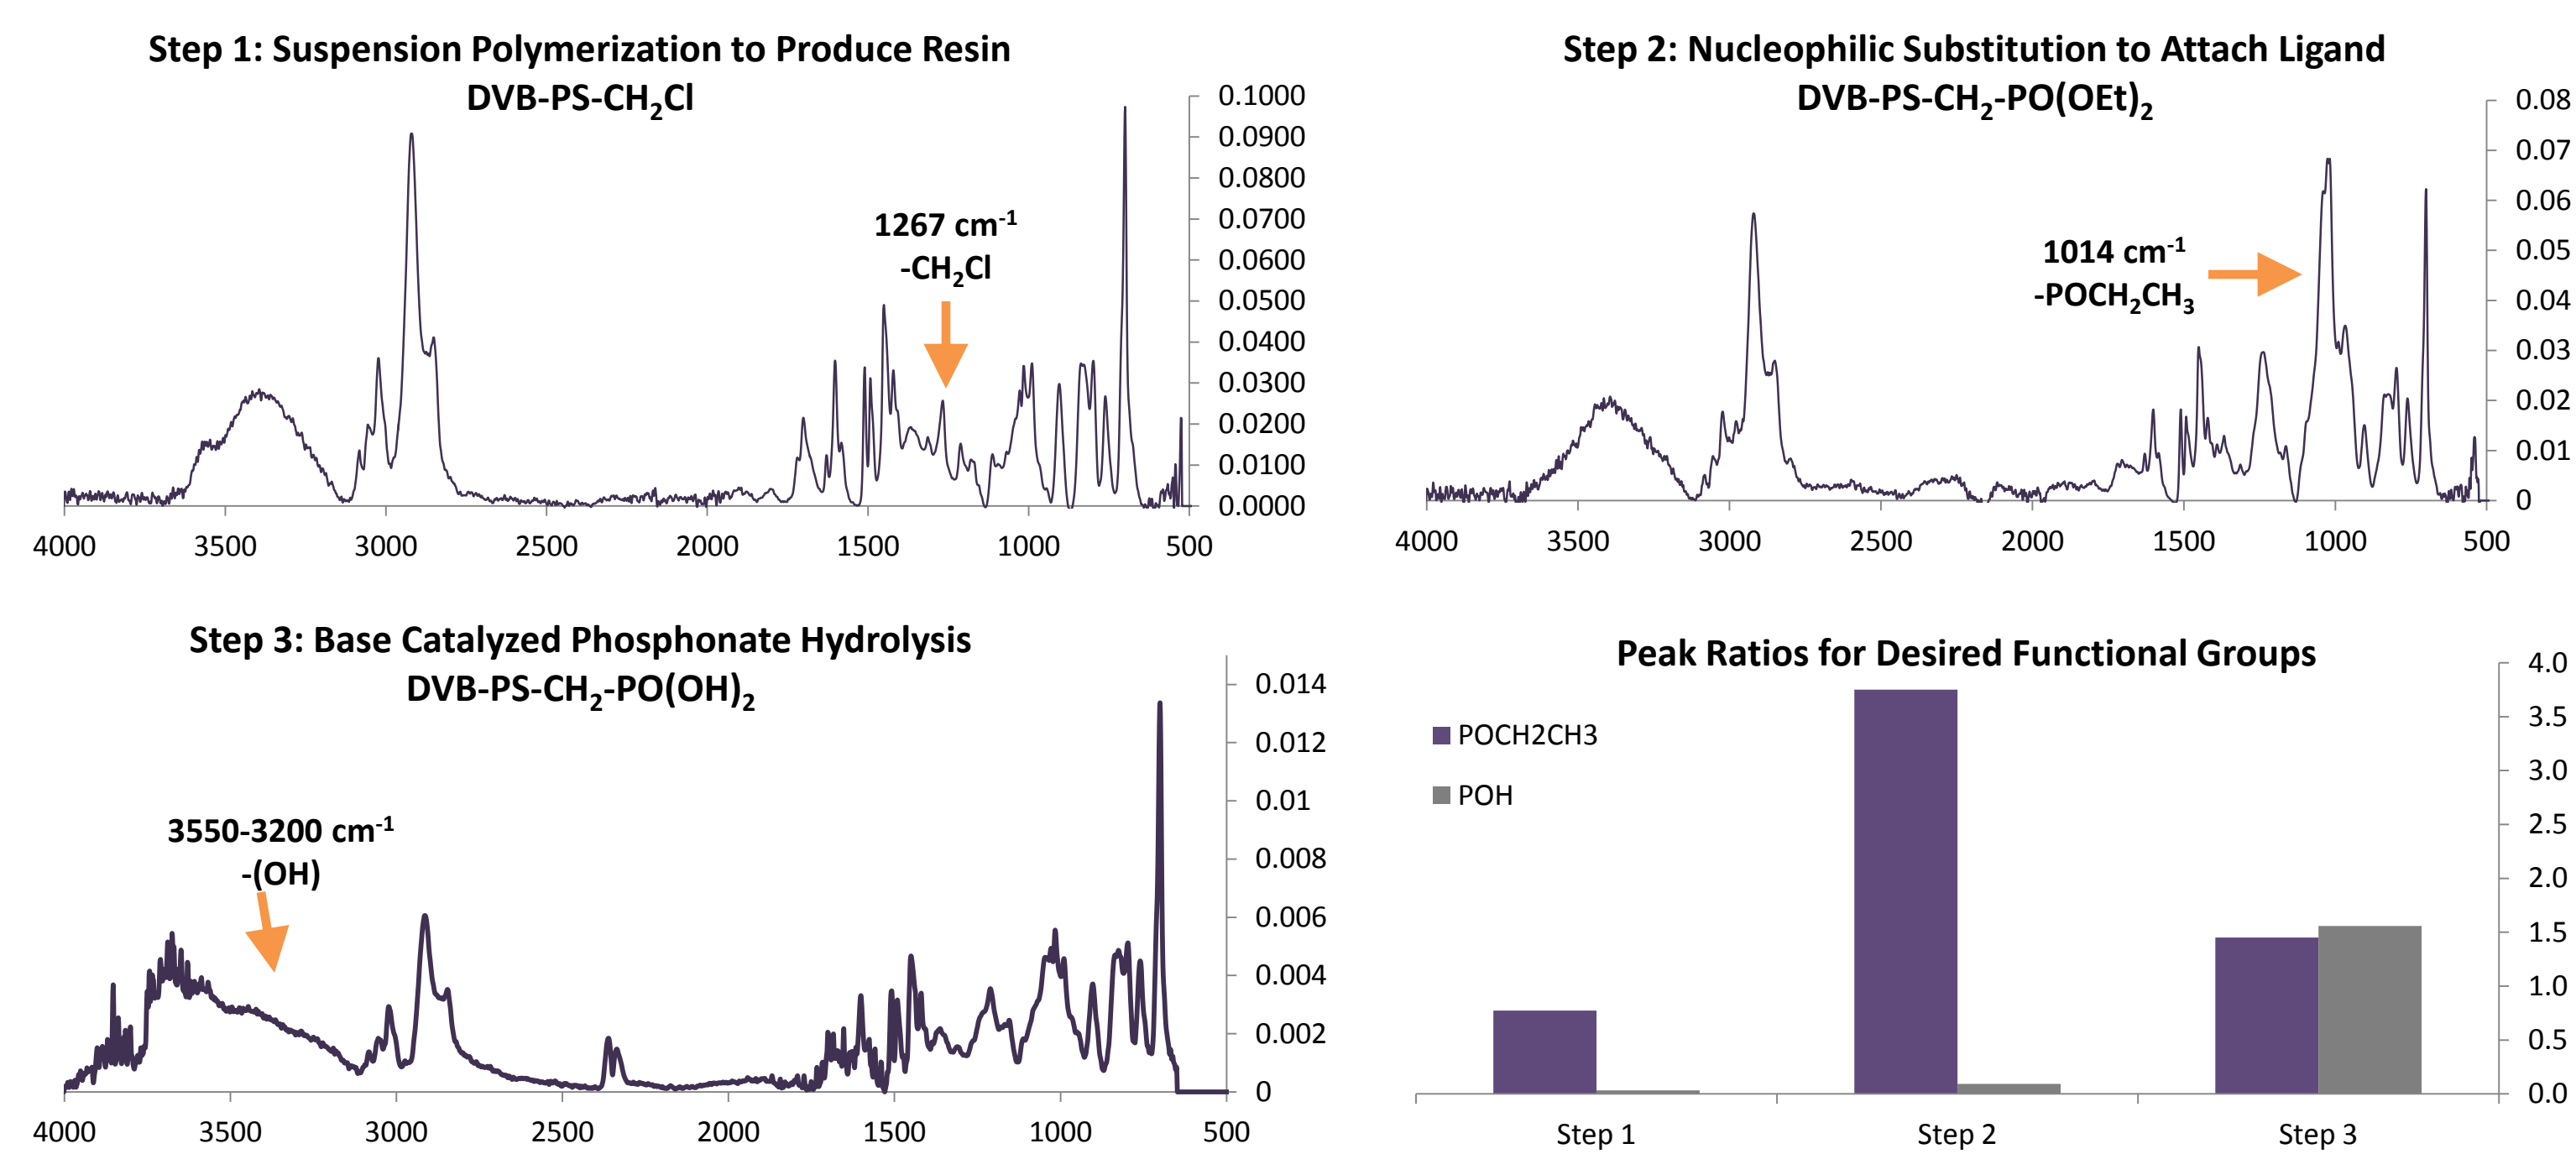 Step 1: Suspension Polymerization to Produce Resin
DVB-PS-CH₂Cl
0.1000
0.0900
0.0800
0.0700
0.0600
0.0500
0.0400
0.0300
0.0200
0.0100
0.0000
1267 cm⁻¹
-CH₂Cl
4000 3500 3000 2500 2000 1500 1000 500
Step 2: Nucleophilic Substitution to Attach Ligand
DVB-PS-CH₂-PO(OEt)₂
0.08
0.07
0.06
0.05
0.04
0.03
0.02
0.01
0
1014 cm⁻¹
-POCH₂CH₃
4000 3500 3000 2500 2000 1500 1000 500
Step 3: Base Catalyzed Phosphonate Hydrolysis
DVB-PS-CH₂-PO(OH)₂
0.014
0.012
0.01
0.008
0.006
0.004
0.002
0
3550-3200 cm⁻¹
-(OH)
4000 3500 3000 2500 2000 1500 1000 500
Peak Ratios for Desired Functional Groups
4.0
3.5
3.0
2.5
2.0
1.5
1.0
0.5
0.0
POCH2CH3
POH
Step 1 Step 2 Step 3